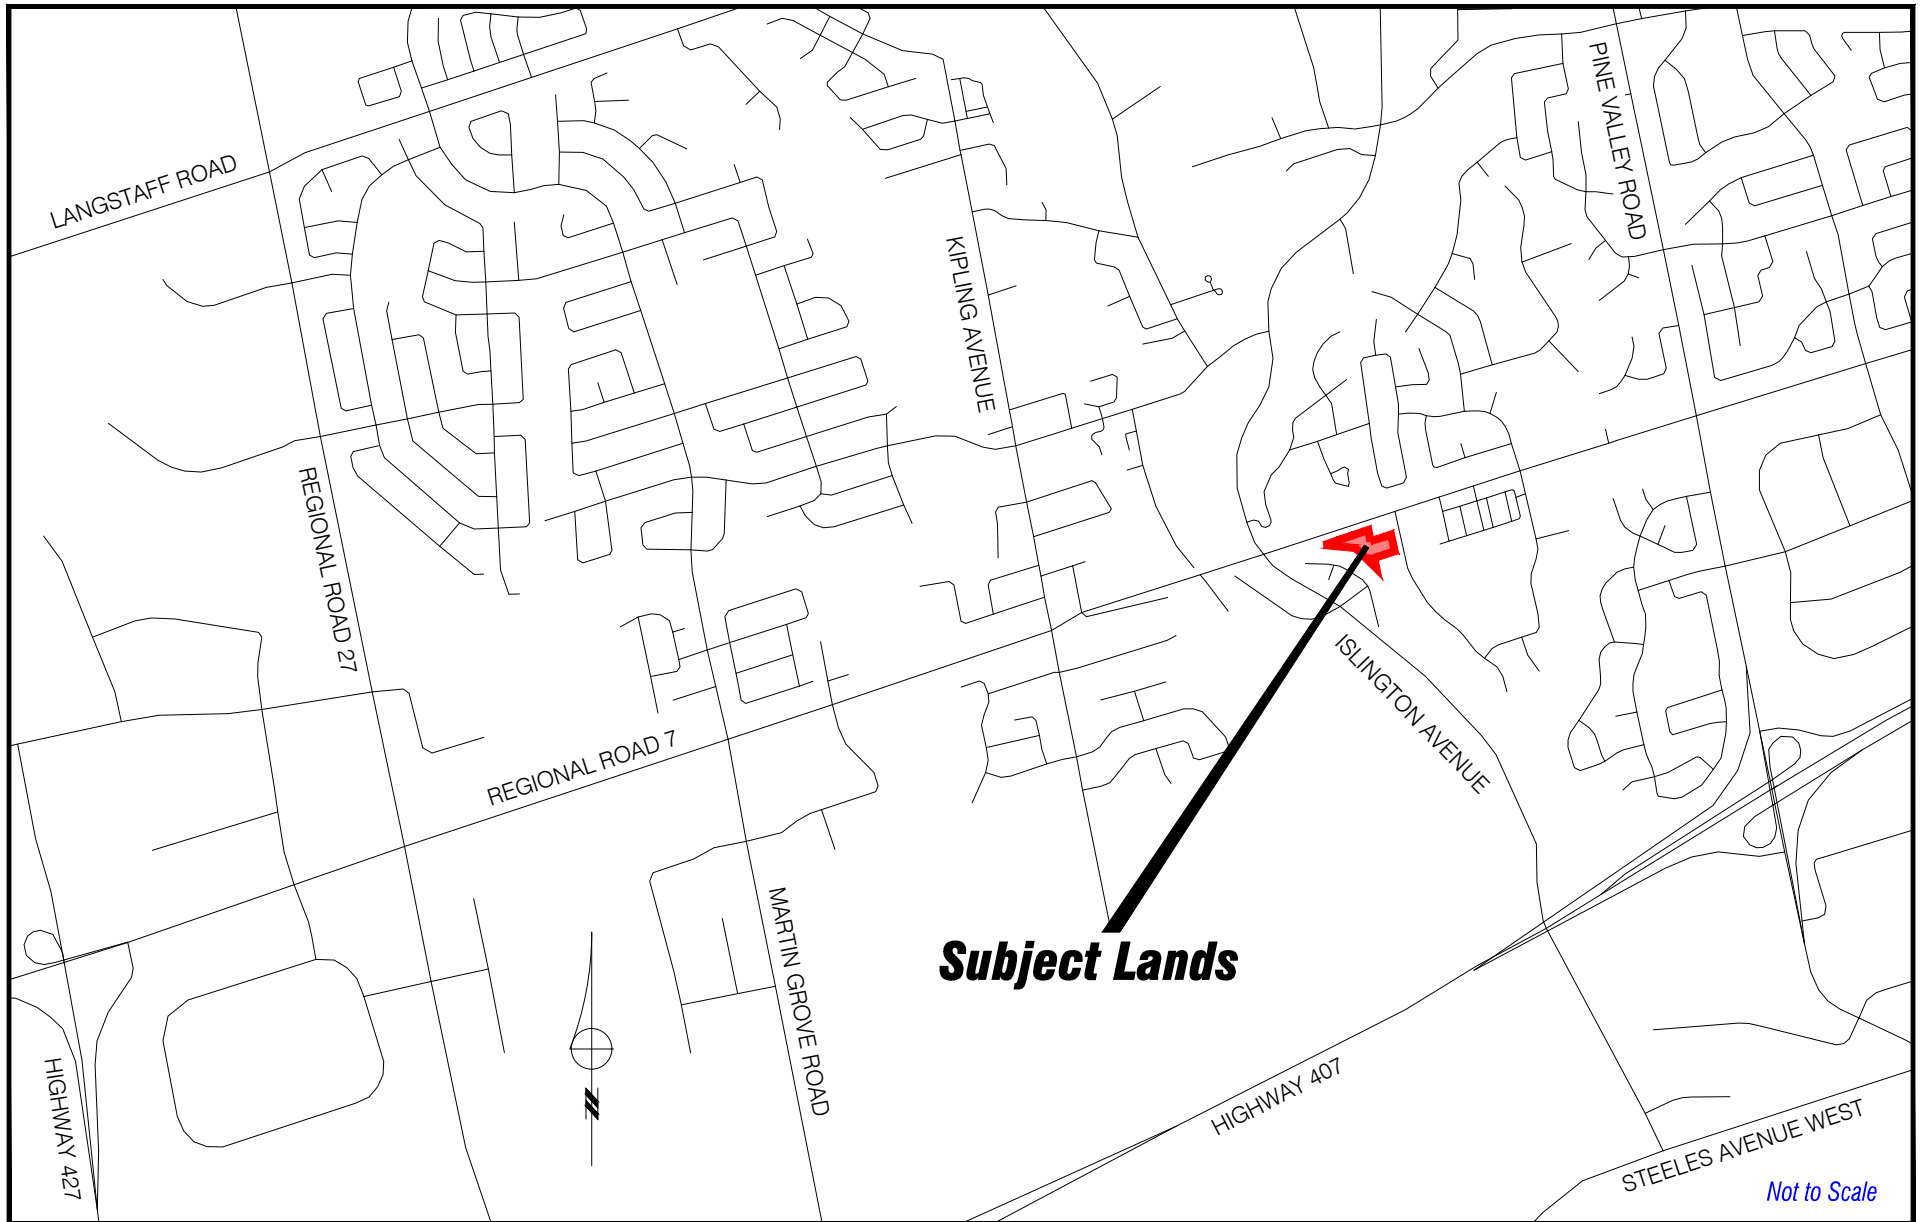 PINE VALLEY ROAD
LANGSTAFF ROAD
KIPLING AVENUE
REGIONAL ROAD 27
ISLINGTON AVENUE
REGIONAL ROAD 7
MARTIN GROVE ROAD
Subject Lands
HIGHWAY 427
HIGHWAY 407
STEELES AVENUE WEST
N
Not to Scale